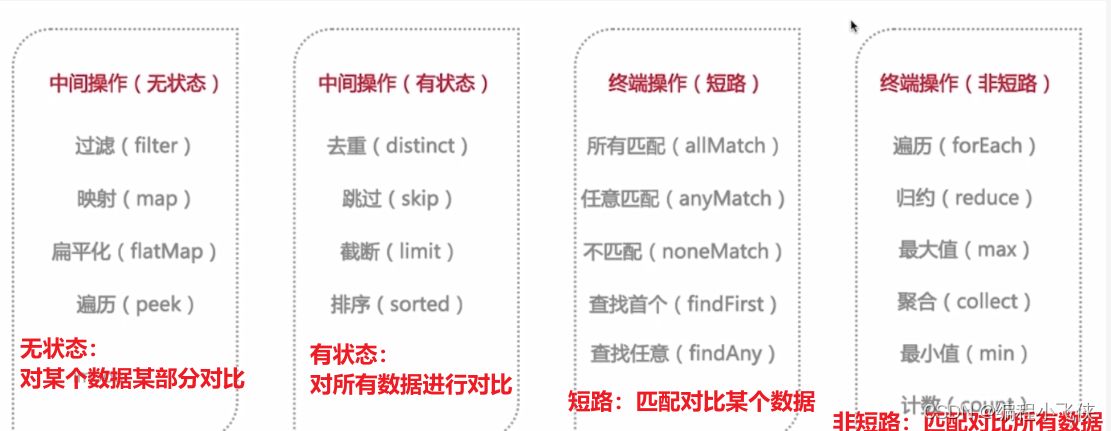 中间操作（无状态）
过滤（filter）
映射（map）
扁平化（flatMap）
遍历（peek）
无状态：
对某个数据某部分对比
中间操作（有状态）
去重（distinct）
跳过（skip）
截断（limit）
排序（sorted）
有状态：
对所有数据进行对比
终端操作（短路）
所有匹配（allMatch）
任意匹配（anyMatch）
不匹配（noneMatch）
查找首个（findFirst）
查找任意（findAny）
短路：匹配对比某个数据
终端操作（非短路）
遍历（forEach）
归约（reduce）
最大值（max）
聚合（collect）
最小值（min）
计数（count）
CSDN @编程小飞侠
非短路：匹配对比所有数据